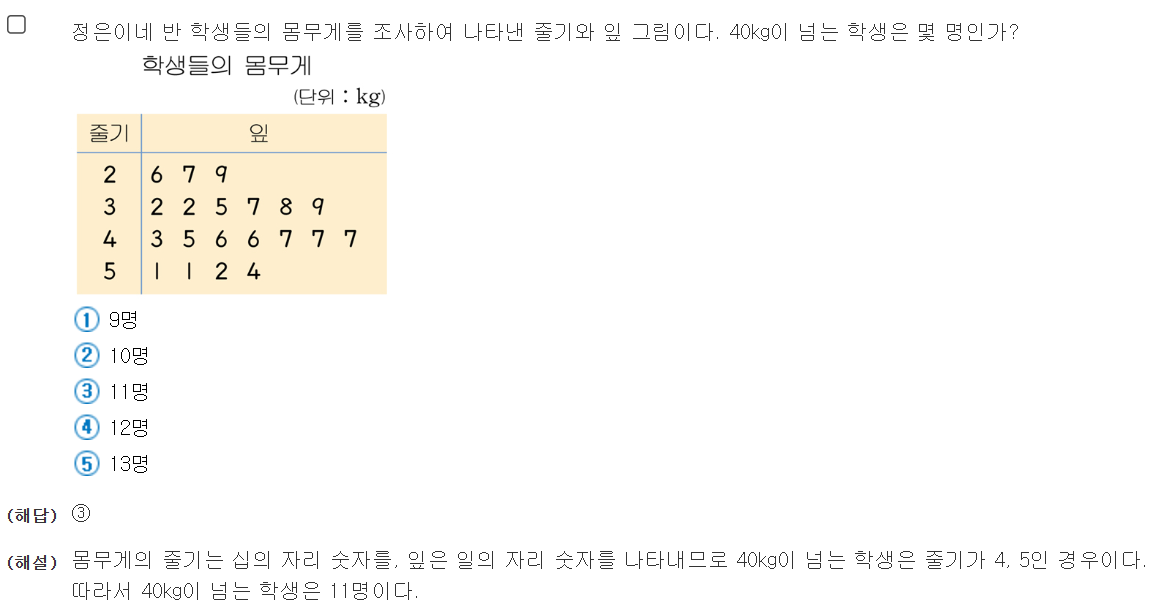 정은이네 반 학생들의 몸무게를 조사하여 나타낸 줄기와 잎 그림이다. 40kg이 넘는 학생은 몇 명인가?
학생들의 몸무게
(단위 : kg)
줄기 잎
2 6 7 9
3 2 2 5 7 8 9
4 3 5 6 6 7 7 7
5 1 1 2 4
① 9명
② 10명
③ 11명
④ 12명
⑤ 13명
(해답) ③
(해설) 몸무게의 줄기는 십의 자리 숫자를, 잎은 일의 자리 숫자를 나타내므로 40kg이 넘는 학생은 줄기가 4, 5인 경우이다.
따라서 40kg이 넘는 학생은 11명이다.